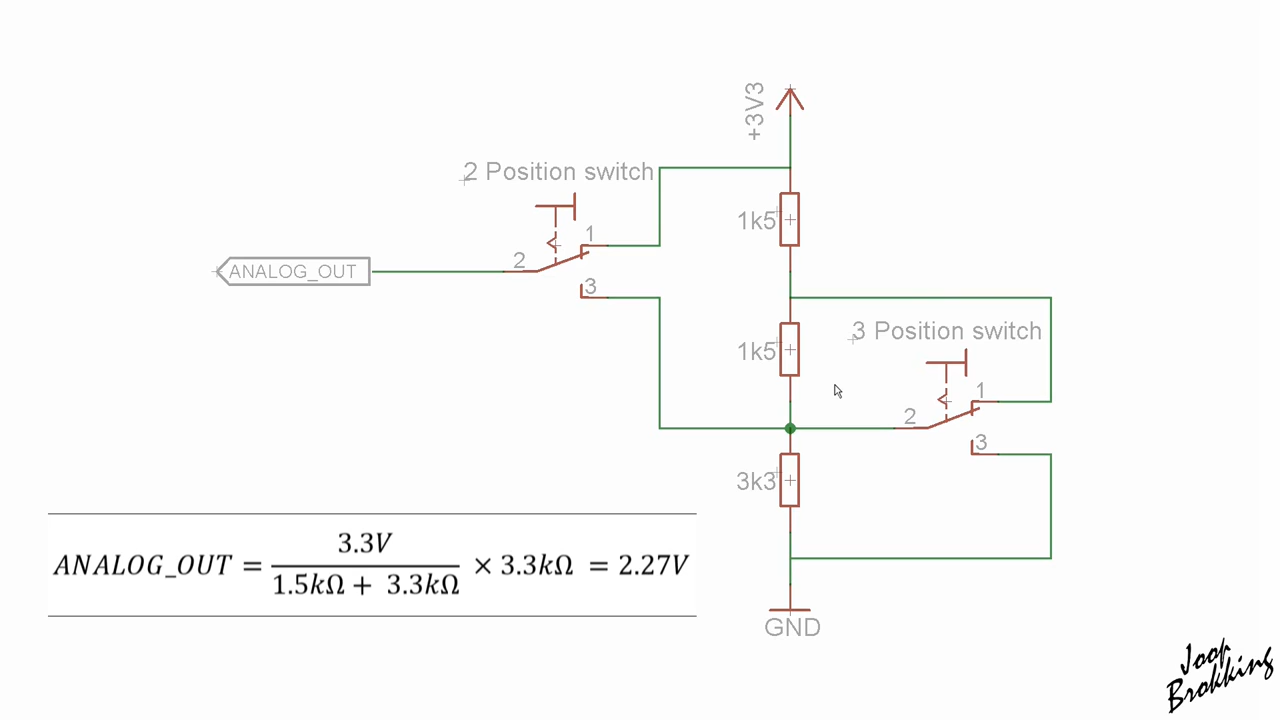 +3V3
2 Position switch
1k5
1
2
ANALOG_OUT
3
3 Position switch
1k5
1
2
3
3k3
ANALOG_OUT = 3.3V / (1.5kΩ + 3.3kΩ) × 3.3kΩ = 2.27V
GND
Joop
Brokking